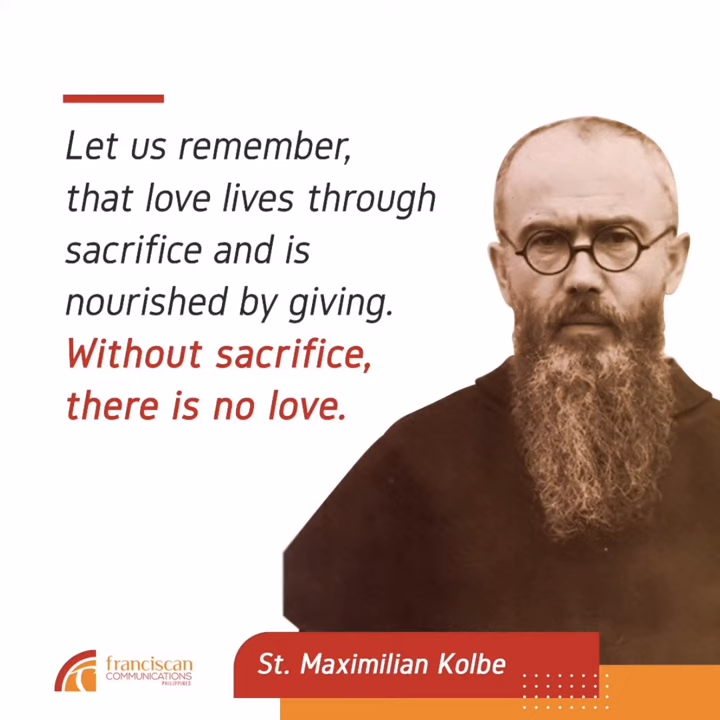 Let us remember,
that love lives through
sacrifice and is
nourished by giving.
Without sacrifice,
there is no love.
franciscan
COMMUNICATIONS
PHILIPPINES
St. Maximilian Kolbe